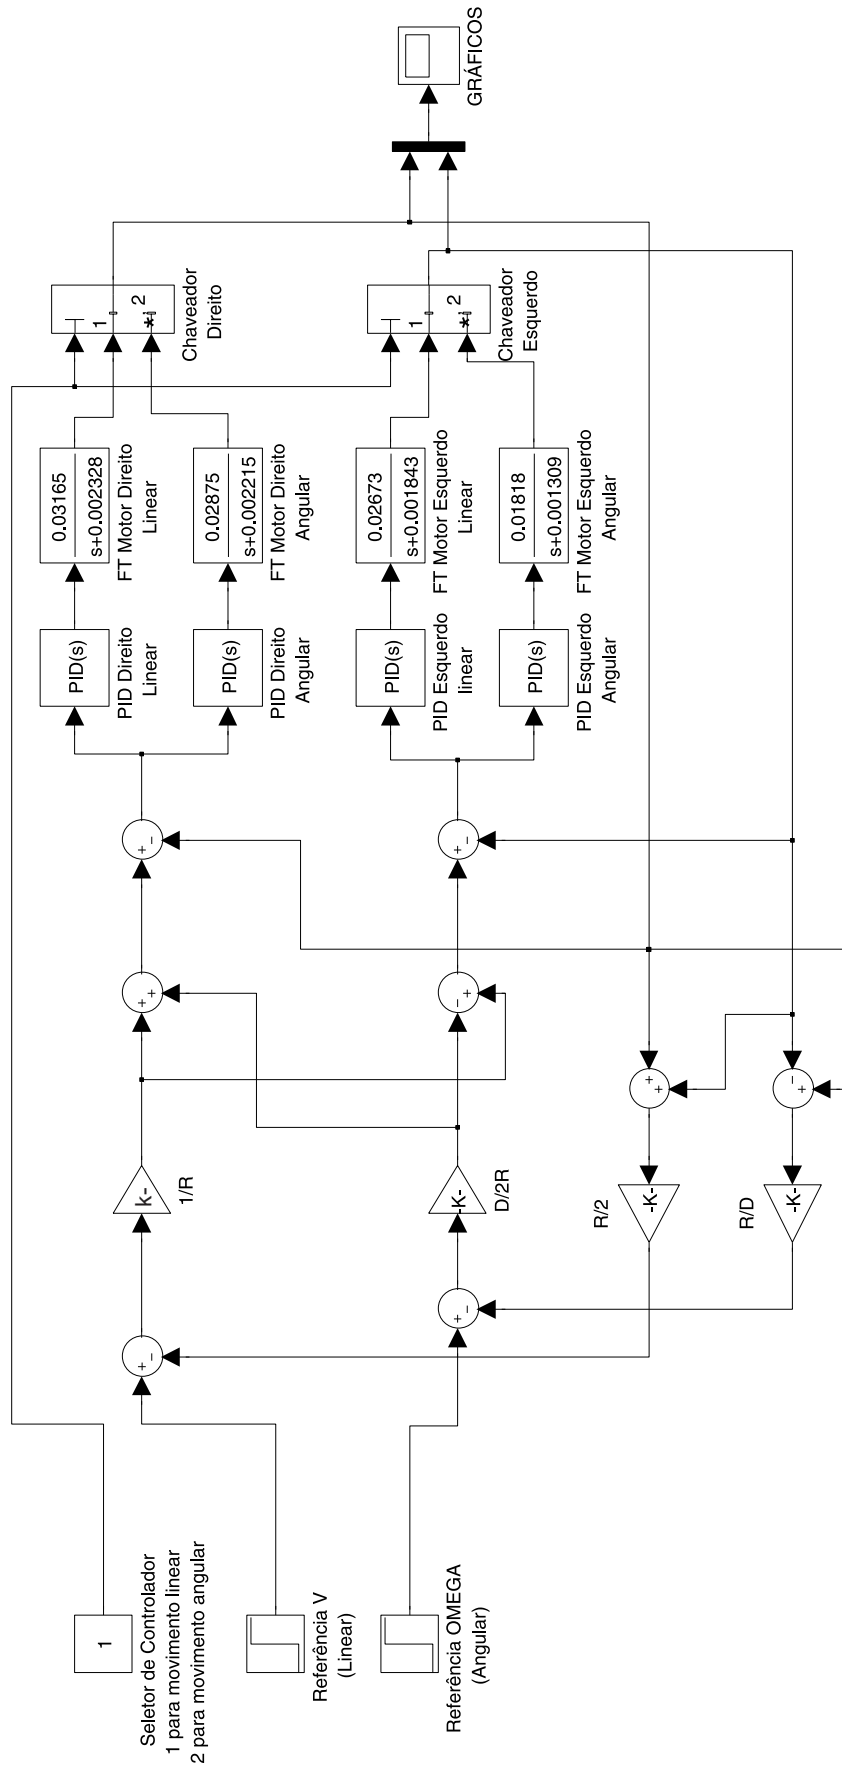 1
Seletor de Controlador
1 para movimento linear
2 para movimento angular
Referência V
(Linear)
Referência OMEGA
(Angular)
+
-
+
-
k-
1/R
-K-
D/2R
+
+
-
+
+
-
+
-
PID(s)
PID Direito
Linear
PID(s)
PID Direito
Angular
PID(s)
PID Esquerdo
linear
PID(s)
PID Esquerdo
Angular
0.03165
s+0.002328
FT Motor Direito
Linear
0.02875
s+0.002215
FT Motor Direito
Angular
0.02673
s+0.001843
FT Motor Esquerdo
Linear
0.01818
s+0.001309
FT Motor Esquerdo
Angular
1
*, 2
Chaveador
Direito
1
*, 2
Chaveador
Esquerdo
GRÁFICOS
R/2
-K-
+
+
R/D
-K-
-
+